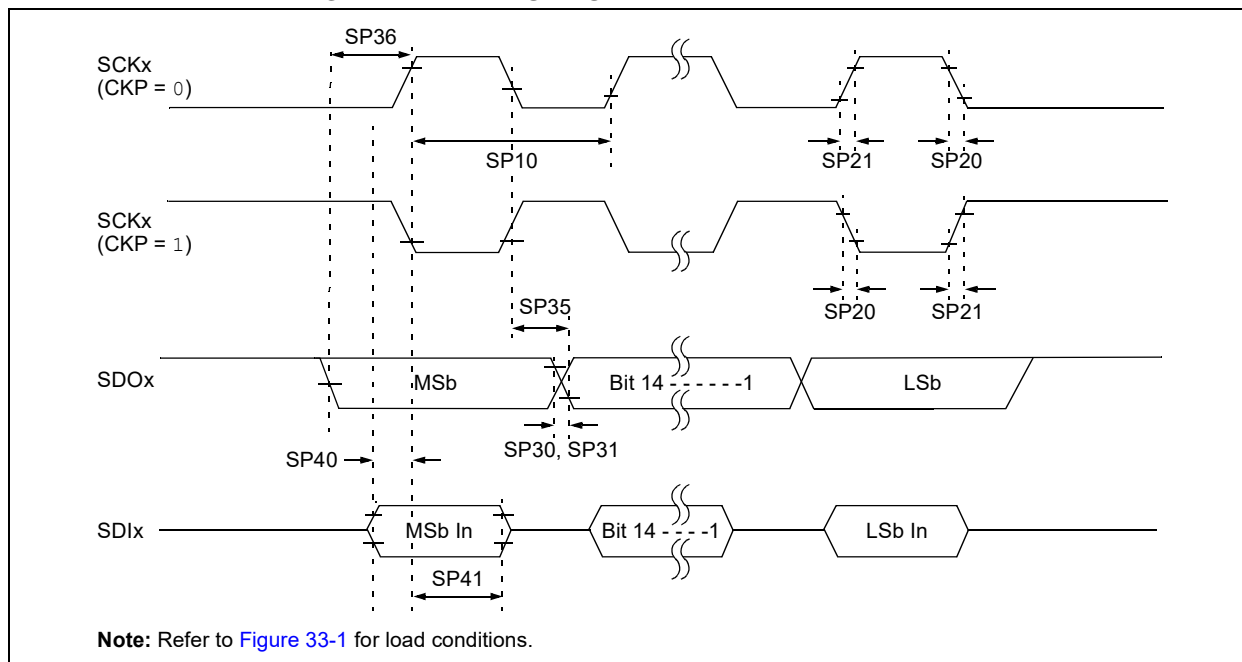 SP36
SCKx
(CKP = 0)
SP10
SP21
SP20
SCKx
(CKP = 1)
SP35
SP20
SP21
SDOx
MSb
Bit 14 - - - - - -1
LSb
SP40
SP30, SP31
SDIx
MSb In
Bit 14 - - - -1
LSb In
SP41
Note: Refer to Figure 33-1 for load conditions.